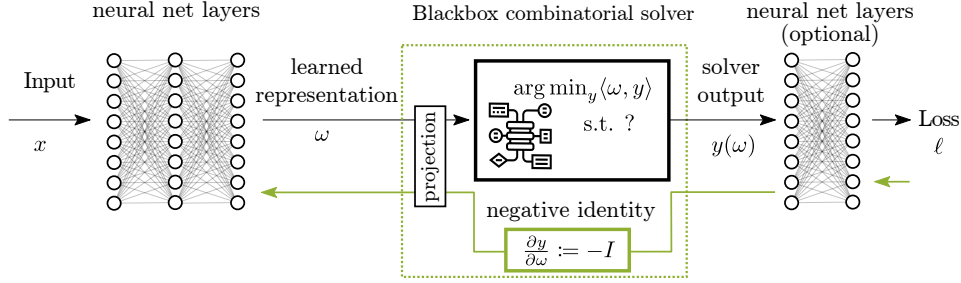 neural net layers
Blackbox combinatorial solver
neural net layers
(optional)
Input
x
learned
representation
ω
projection
arg min_y⟨ω, y⟩
s.t. ?
solver
output
y(ω)
Loss
ℓ
negative identity
∂y/∂ω := −I